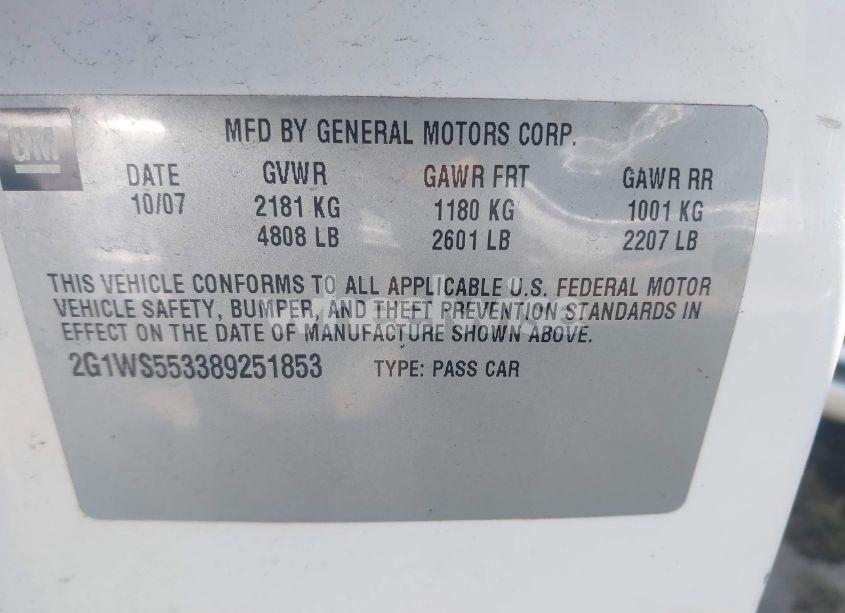 GM
MFD BY GENERAL MOTORS CORP.
DATE GVWR GAWR FRT GAWR RR
10/07 2181 KG 1180 KG 1001 KG
4808 LB 2601 LB 2207 LB
THIS VEHICLE CONFORMS TO ALL APPLICABLE U.S. FEDERAL MOTOR
VEHICLE SAFETY, BUMPER, AND THEFT PREVENTION STANDARDS IN
EFFECT ON THE DATE OF MANUFACTURE SHOWN ABOVE.
2G1WS553389251853 TYPE: PASS CAR